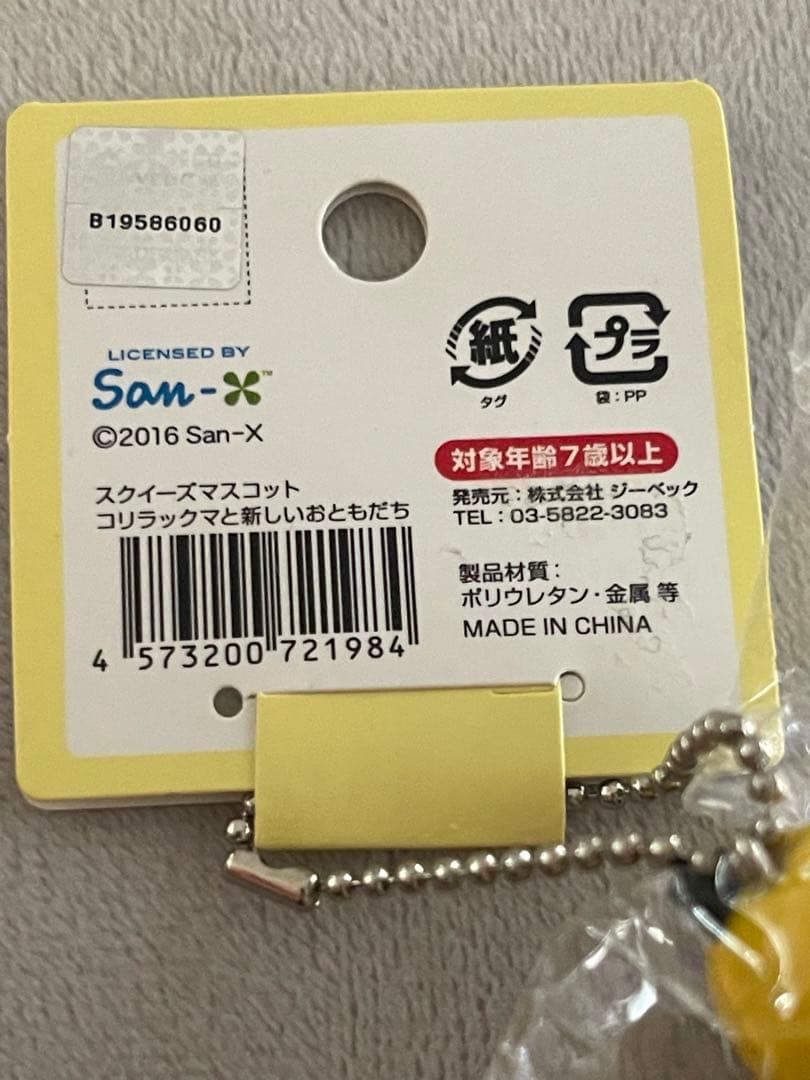 B19586060
LICENSED BY
San-X™
©2016 San-X
紙
タグ
プラ
袋：PP
対象年齢7歳以上
発売元：株式会社 ジーベック
TEL：03-5822-3083
スクイーズマスコット
コリラックマと新しいおともだち
4 573200 721984
製品材質：
ポリウレタン・金属 等
MADE IN CHINA